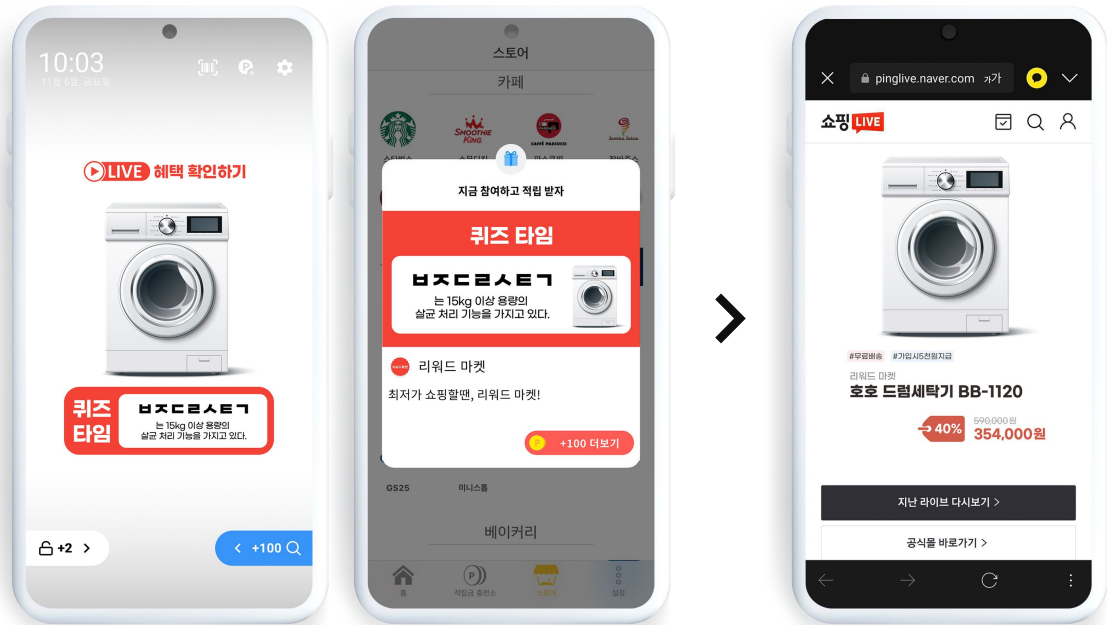 10:03
11월 6일, 금요일
LIVE 혜택 확인하기
퀴즈
타임
ㅂㅈㄷㄹㅅㅌㄱ
는 15kg 이상 용량의
살균 처리 기능을 가지고 있다.
+2
+100
스토어
카페
SMOOTHIE
KING
CAFFÉ PASCUCCI
지금 참여하고 적립 받자
퀴즈 타임
ㅂㅈㄷㄹㅅㅌㄱ
는 15kg 이상 용량의
살균 처리 기능을 가지고 있다.
리워드 마켓
최저가 쇼핑할땐, 리워드 마켓!
P +100 더보기
GS25 미니스톱
베이커리
홈 적립금 충전소 스토어 설정
pinglive.naver.com 가가
쇼핑 LIVE
#무료배송 #가입시5천원지급
리워드 마켓
호호 드럼세탁기 BB-1120
40% 590,000원
354,000원
지난 라이브 다시보기 >
공식몰 바로가기 >